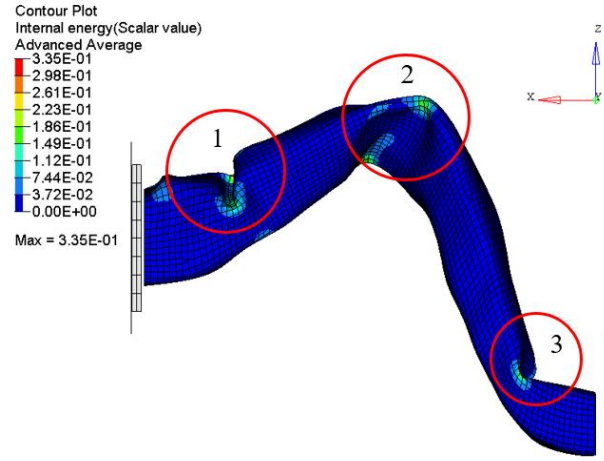 Contour Plot
Internal energy(Scalar value)
Advanced Average
3.35E-01
2.98E-01
2.61E-01
2.23E-01
1.86E-01
1.49E-01
1.12E-01
7.44E-02
3.72E-02
0.00E+00
Max = 3.35E-01
1
2
3
Z
X
Y